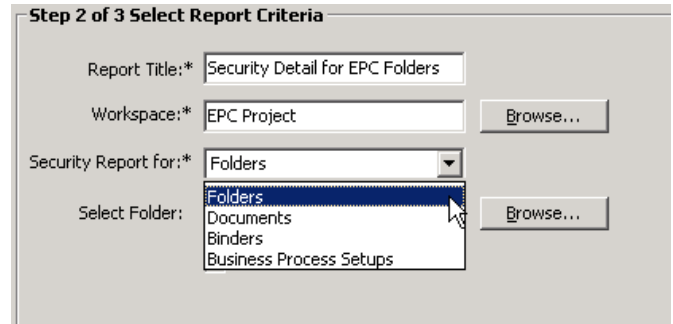 Step 2 of 3 Select Report Criteria
Report Title:* Security Detail for EPC Folders
Workspace:* EPC Project Browse...
Security Report for:* Folders
Folders
Select Folder: Documents Browse...
Binders
Business Process Setups